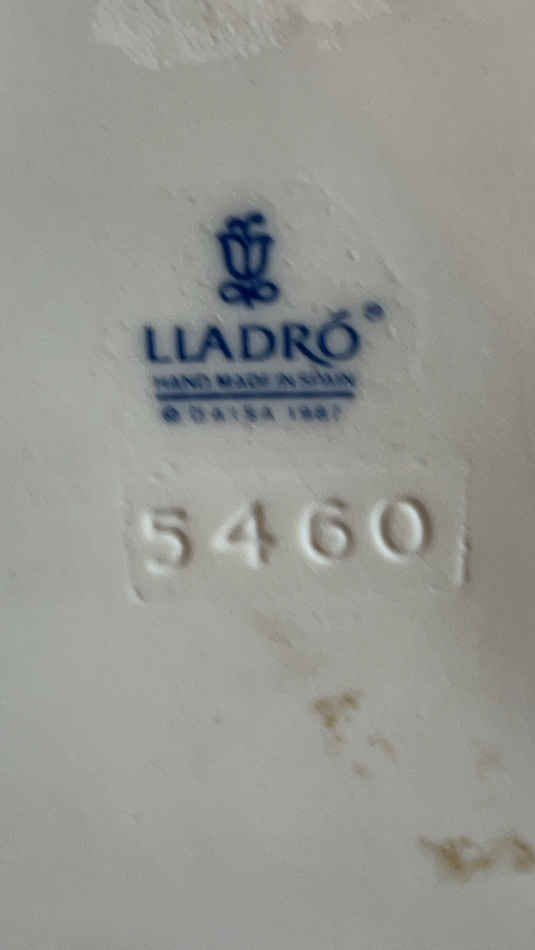 LLADRÓ®
HAND MADE IN SPAIN
© DAISA 1987
5460